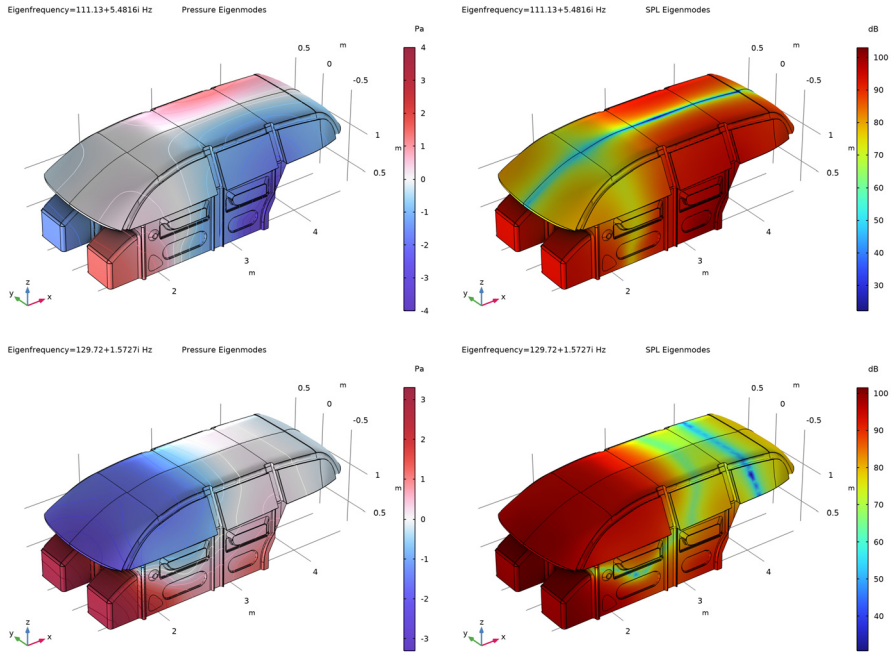 Eigenfrequency=111.13+5.4816i Hz Pressure Eigenmodes
Pa
4
3
2
1
0
-1
-2
-3
-4
m
0.5
0
-0.5
1
m
0.5
4
3
m
2
z
y
x
Eigenfrequency=111.13+5.4816i Hz SPL Eigenmodes
dB
100
90
80
70
60
50
40
30
m
0.5
0
-0.5
1
m
0.5
4
3
m
2
z
y
x
Eigenfrequency=129.72+1.5727i Hz Pressure Eigenmodes
Pa
3
2
1
0
-1
-2
-3
m
0.5
0
-0.5
1
m
0.5
4
3
m
2
z
y
x
Eigenfrequency=129.72+1.5727i Hz SPL Eigenmodes
dB
100
90
80
70
60
50
40
m
0.5
0
-0.5
1
m
0.5
4
3
m
2
z
y
x